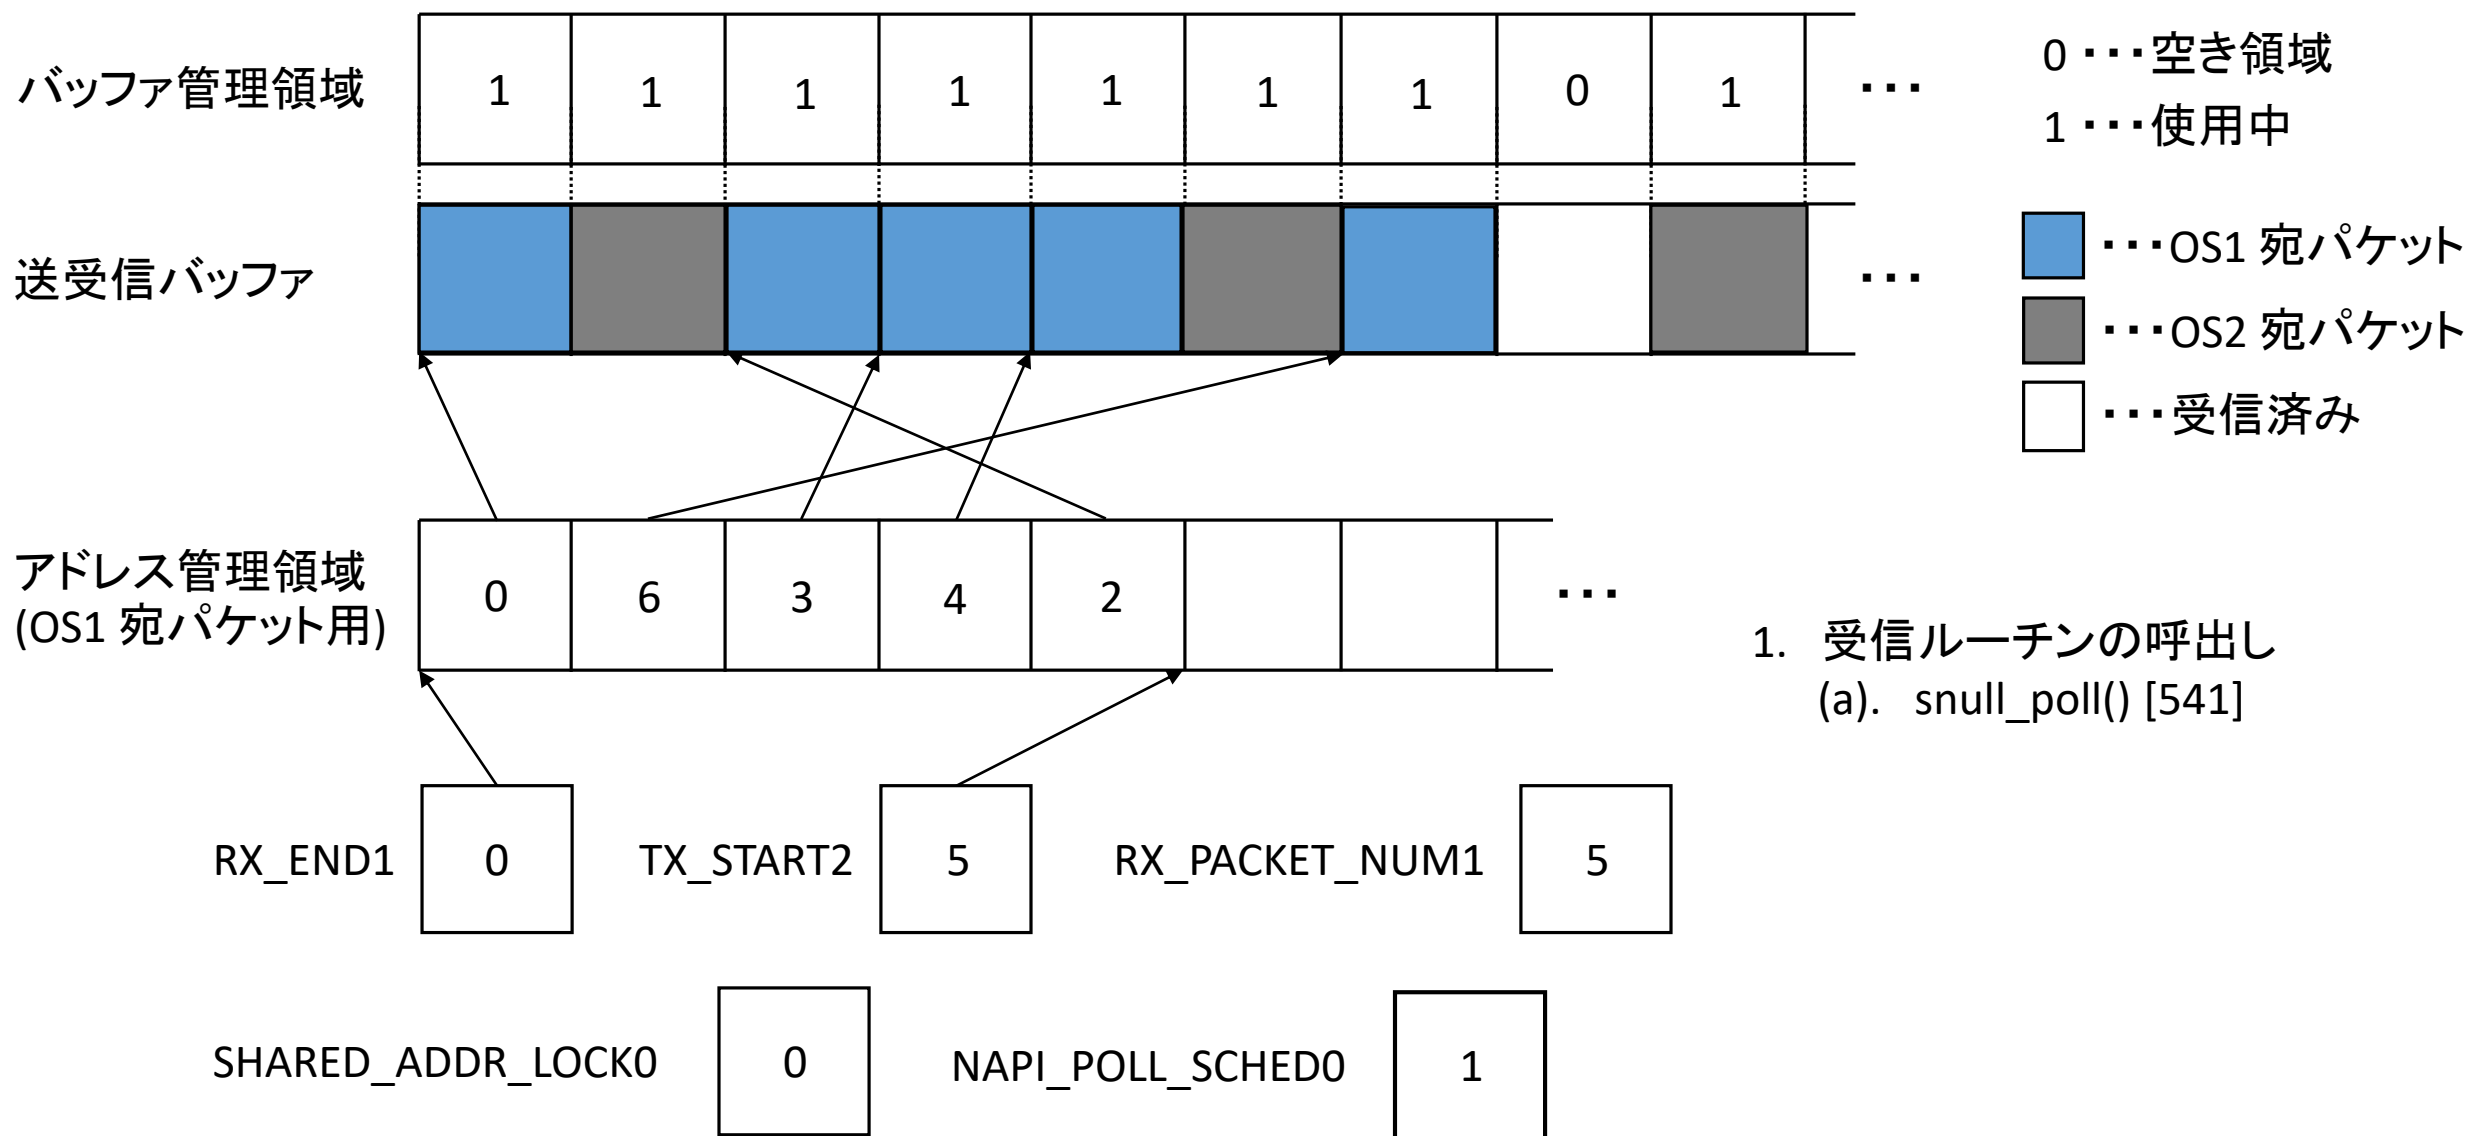 バッファ管理領域 1 1 1 1 1 1 1 0 1 ・・・
0 ・・・空き領域
1 ・・・使用中
送受信バッファ ・・・
・・・OS1 宛パケット
・・・OS2 宛パケット
・・・受信済み
アドレス管理領域
(OS1 宛パケット用)
0 6 3 4 2 ・・・
1. 受信ルーチンの呼出し
(a). snull_poll() [541]
RX_END1 0 TX_START2 5 RX_PACKET_NUM1 5
SHARED_ADDR_LOCK0 0 NAPI_POLL_SCHED0 1